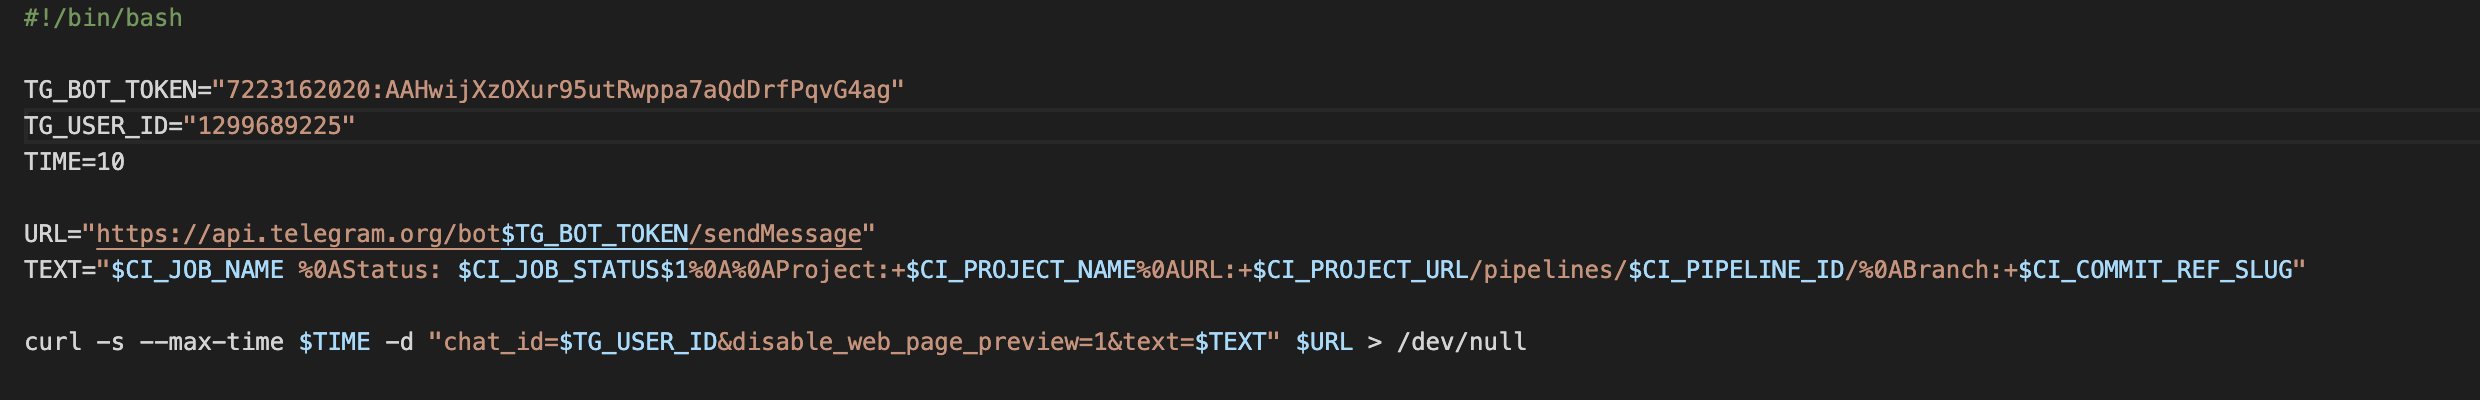 #!/bin/bash
TG_BOT_TOKEN="7223162020:AAHwijXzOXur95utRwppa7aQdDrfPqvG4ag"
TG_USER_ID="1299689225"
TIME=10
URL="https://api.telegram.org/bot$TG_BOT_TOKEN/sendMessage"
TEXT="$CI_JOB_NAME %0AStatus: $CI_JOB_STATUS$1%0A%0AProject:+$CI_PROJECT_NAME%0AURL:+$CI_PROJECT_URL/pipelines/$CI_PIPELINE_ID/%0ABranch:+$CI_COMMIT_REF_SLUG"
curl -s --max-time $TIME -d "chat_id=$TG_USER_ID&disable_web_page_preview=1&text=$TEXT" $URL > /dev/null